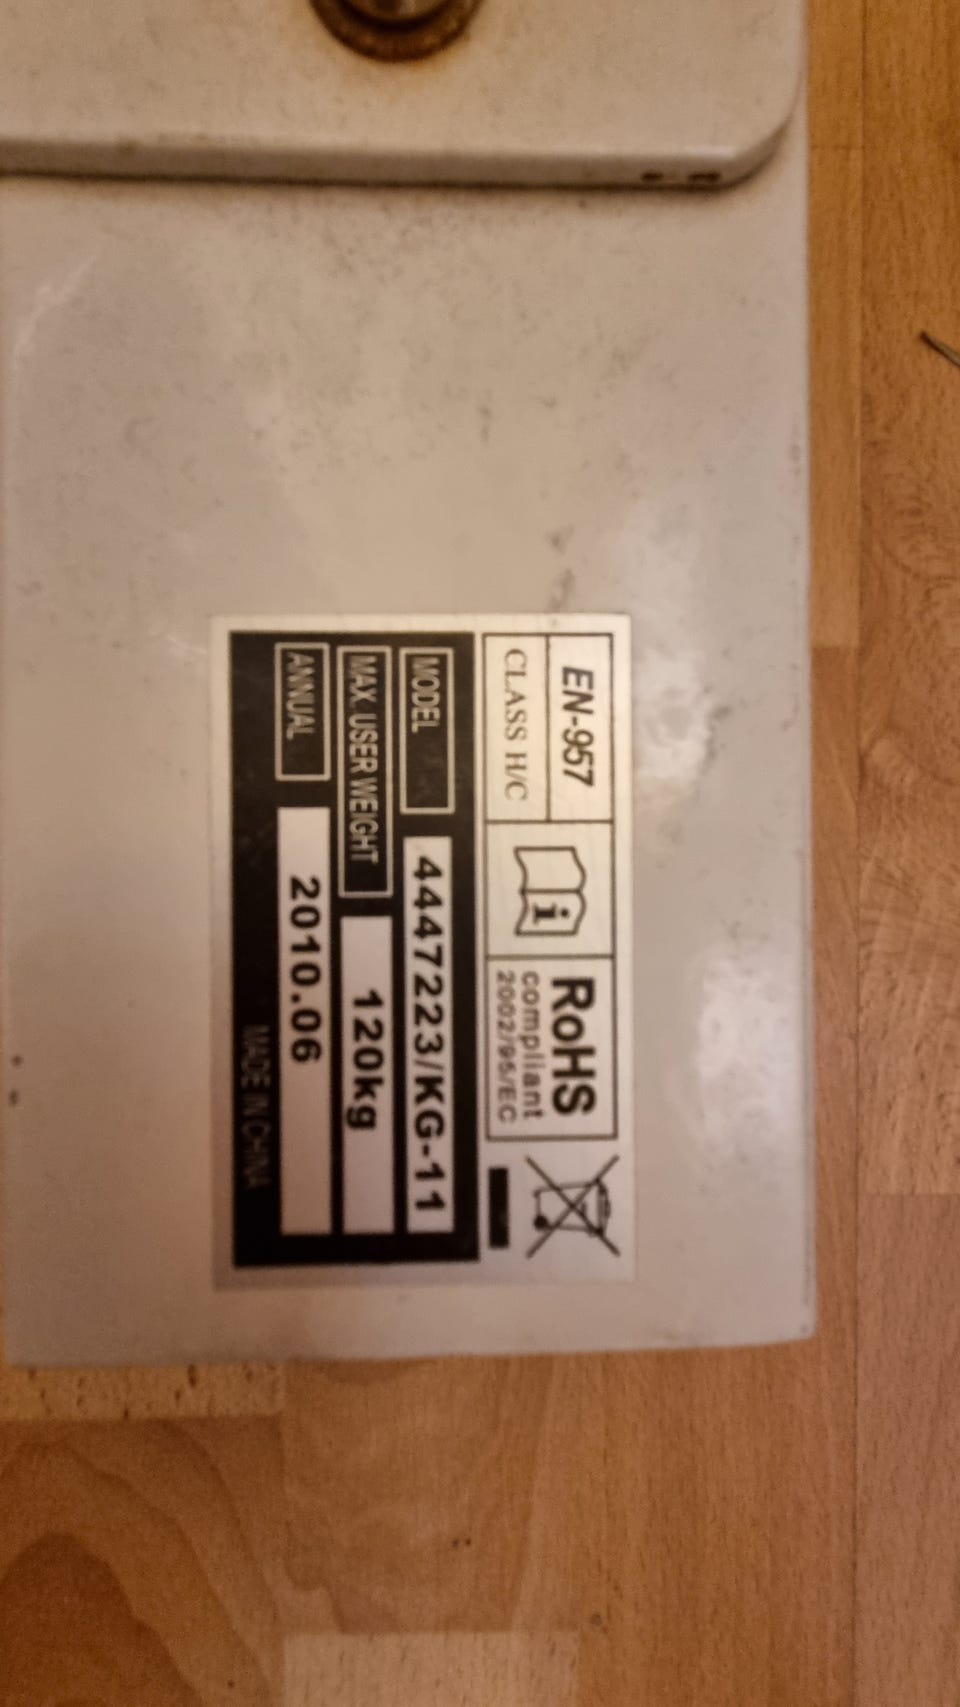 EN-957
CLASS H/C
RoHS
compliant
2002/95/EC
MODEL 4447223/KG-11
MAX. USER WEIGHT 120kg
ANNUAL 2010.06
MADE IN CHINA